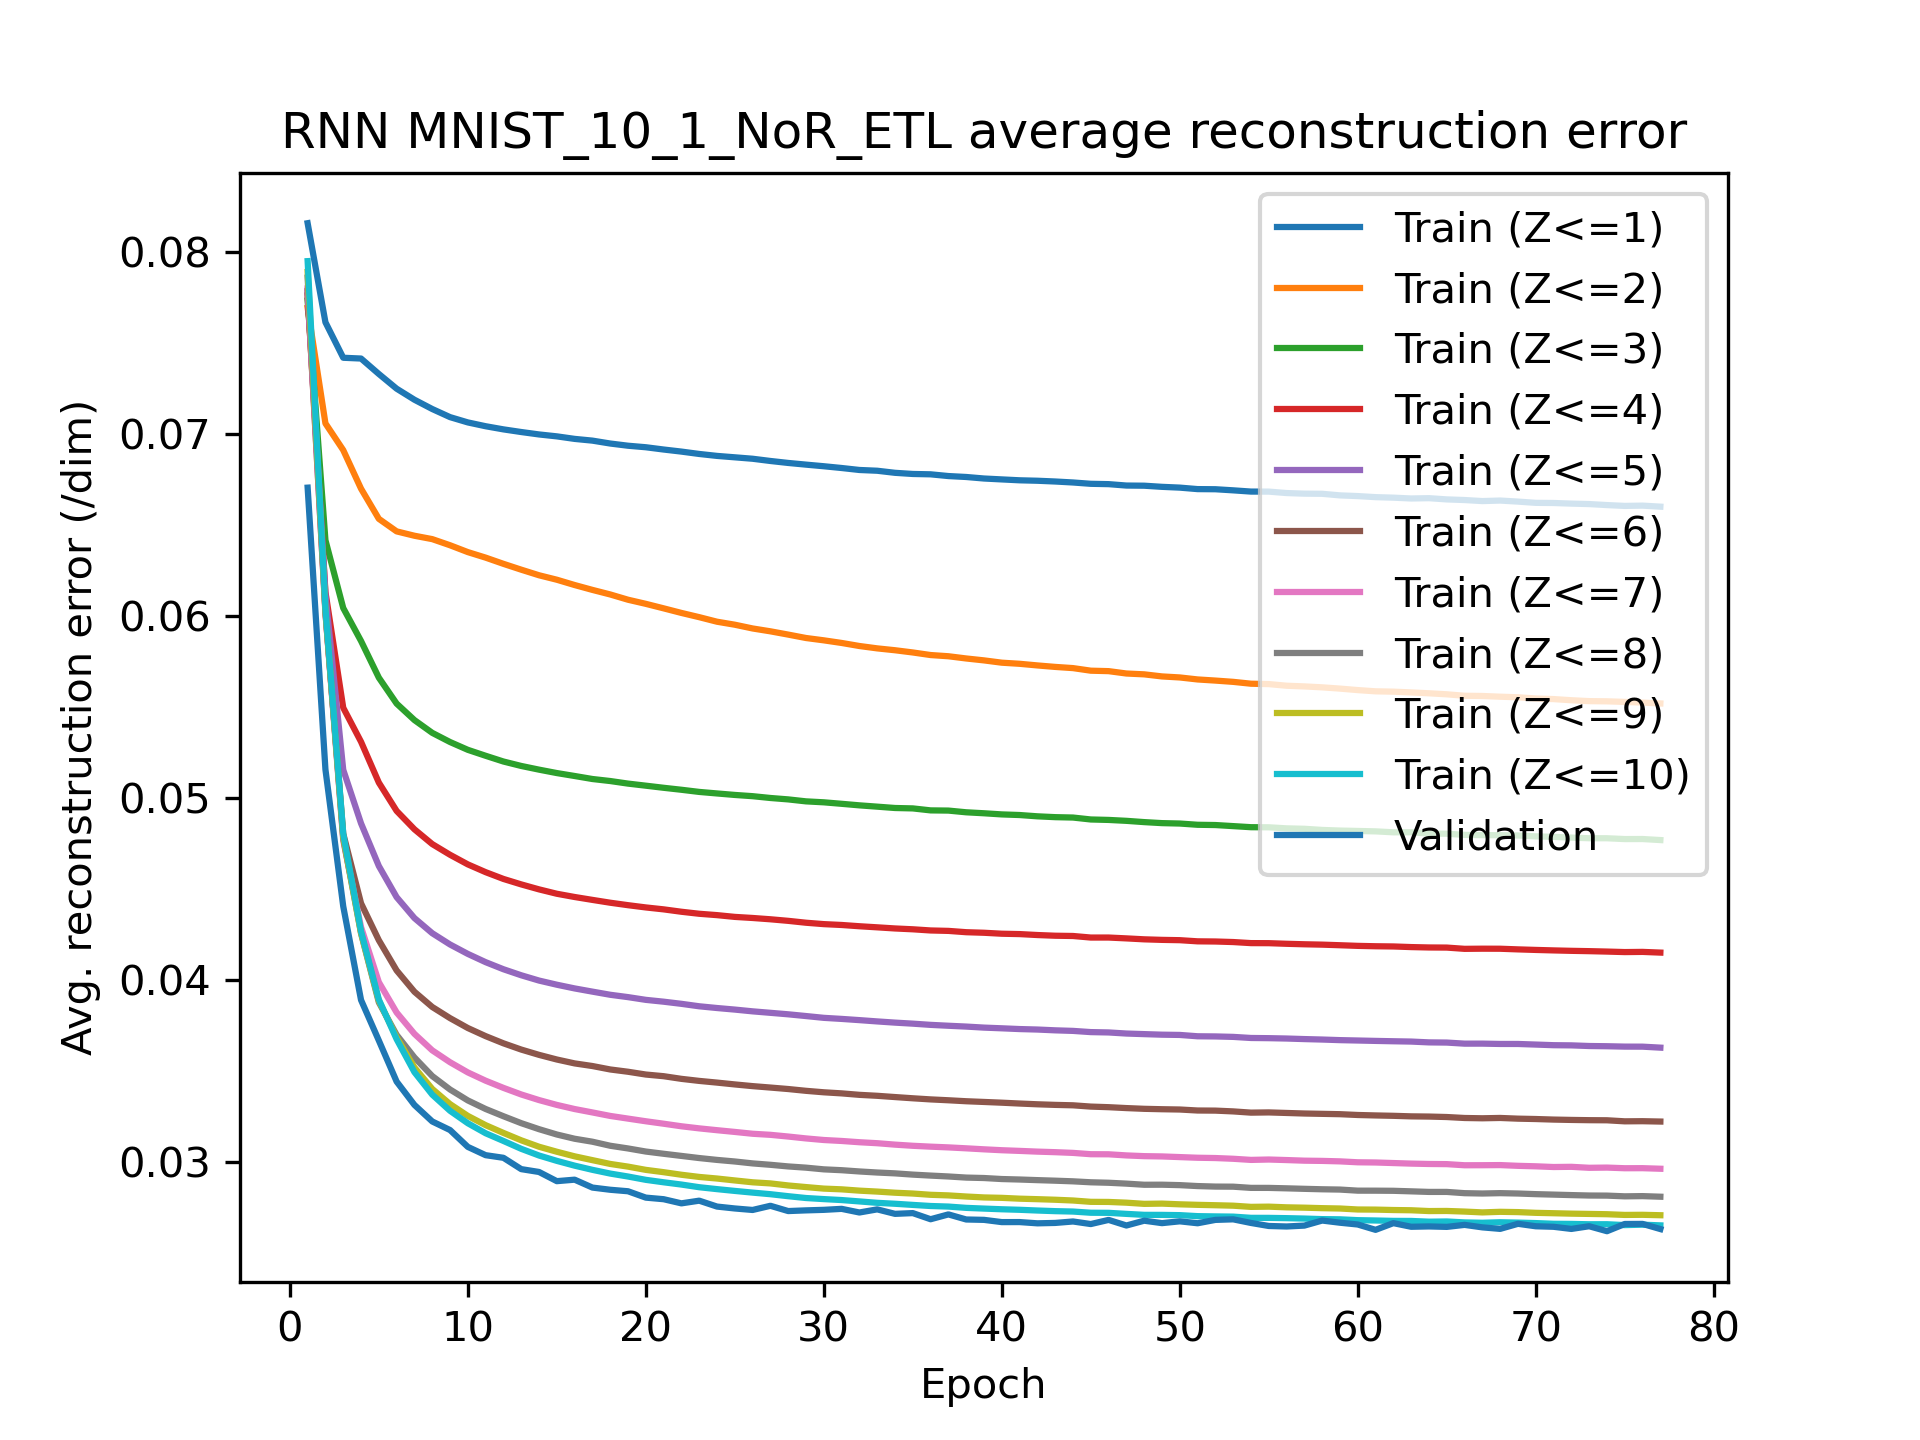 RNN MNIST_10_1_NoR_ETL average reconstruction error
Avg. reconstruction error (/dim)
0.08
0.07
0.06
0.05
0.04
0.03
Train (Z<=1)
Train (Z<=2)
Train (Z<=3)
Train (Z<=4)
Train (Z<=5)
Train (Z<=6)
Train (Z<=7)
Train (Z<=8)
Train (Z<=9)
Train (Z<=10)
Validation
0 10 20 30 40 50 60 70 80
Epoch